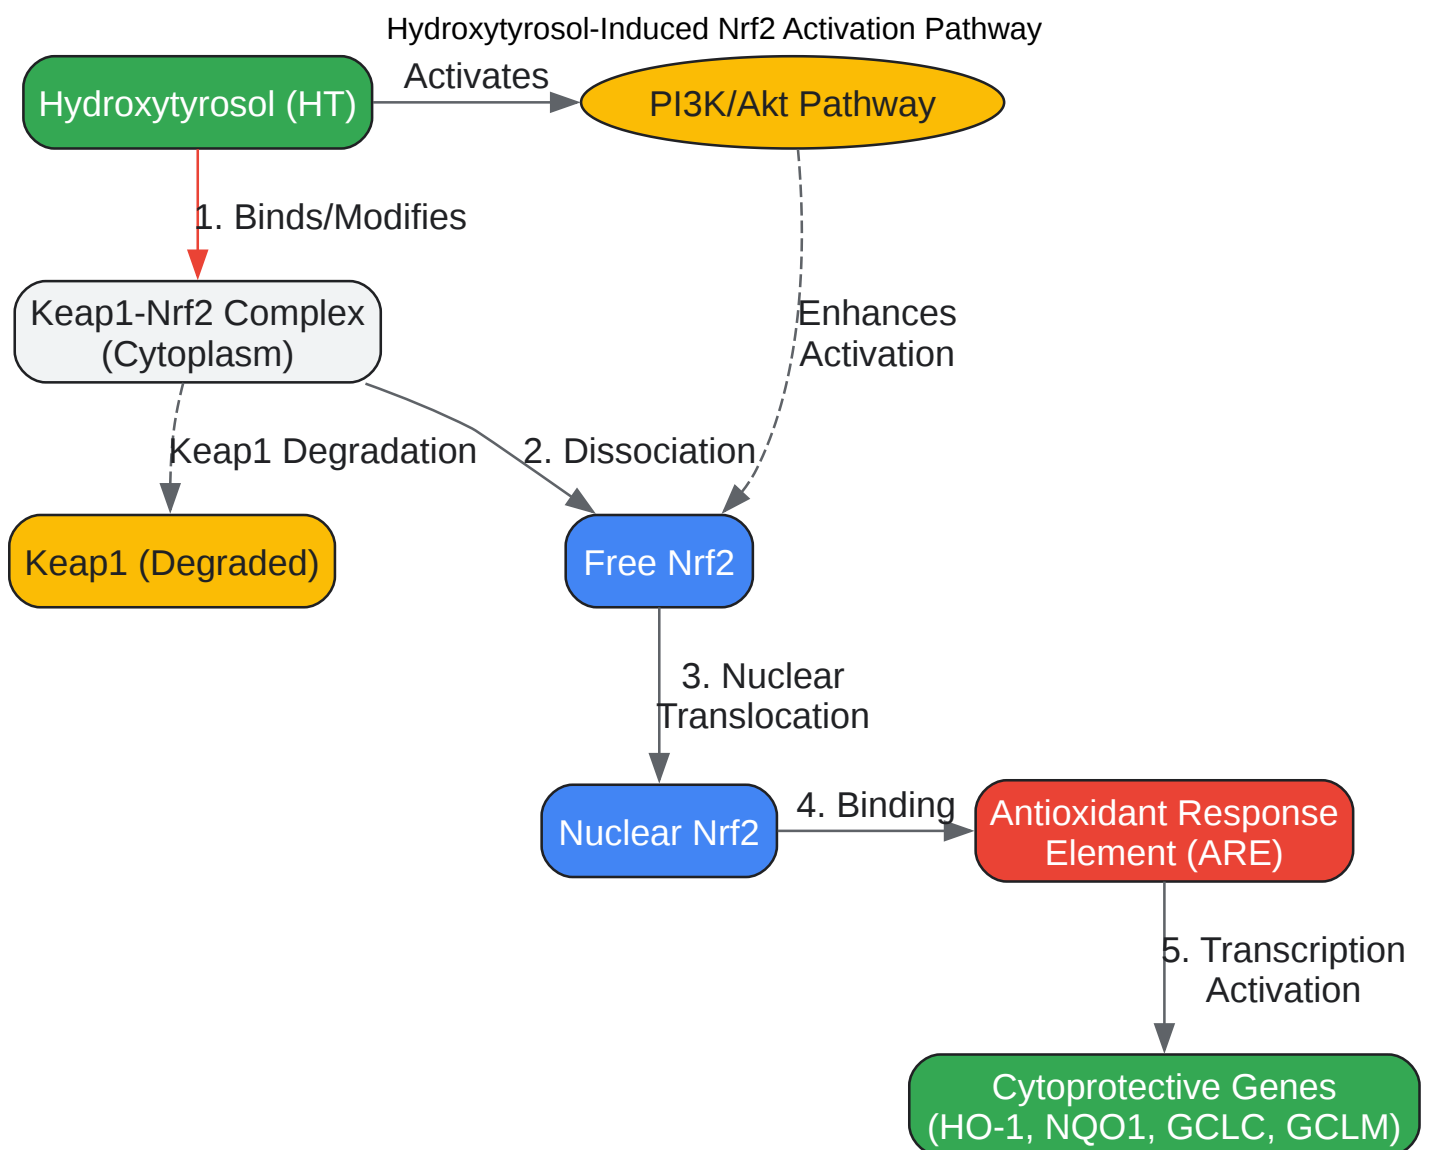 Hydroxytyrosol-Induced Nrf2 Activation Pathway
Hydroxytyrosol (HT)
Activates
PI3K/Akt Pathway
1. Binds/Modifies
Keap1-Nrf2 Complex
(Cytoplasm)
Enhances
Activation
Keap1 Degradation
2. Dissociation
Keap1 (Degraded)
Free Nrf2
3. Nuclear
Translocation
Nuclear Nrf2
4. Binding
Antioxidant Response
Element (ARE)
5. Transcription
Activation
Cytoprotective Genes
(HO-1, NQO1, GCLC, GCLM)